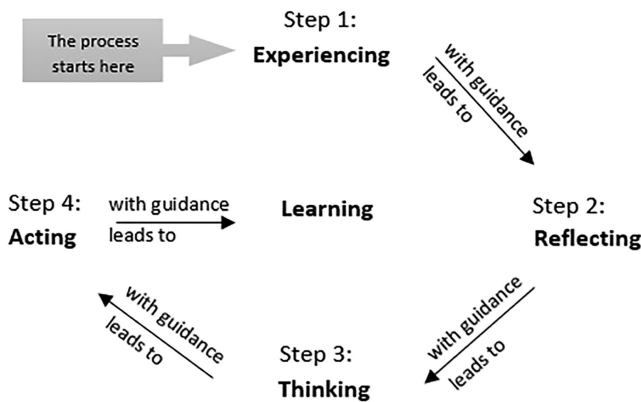 The process
starts here
Step 1:
Experiencing
with guidance
leads to
Step 2:
Reflecting
with guidance
leads to
Step 3:
Thinking
with guidance
leads to
Step 4:
Acting
with guidance
leads to
Learning